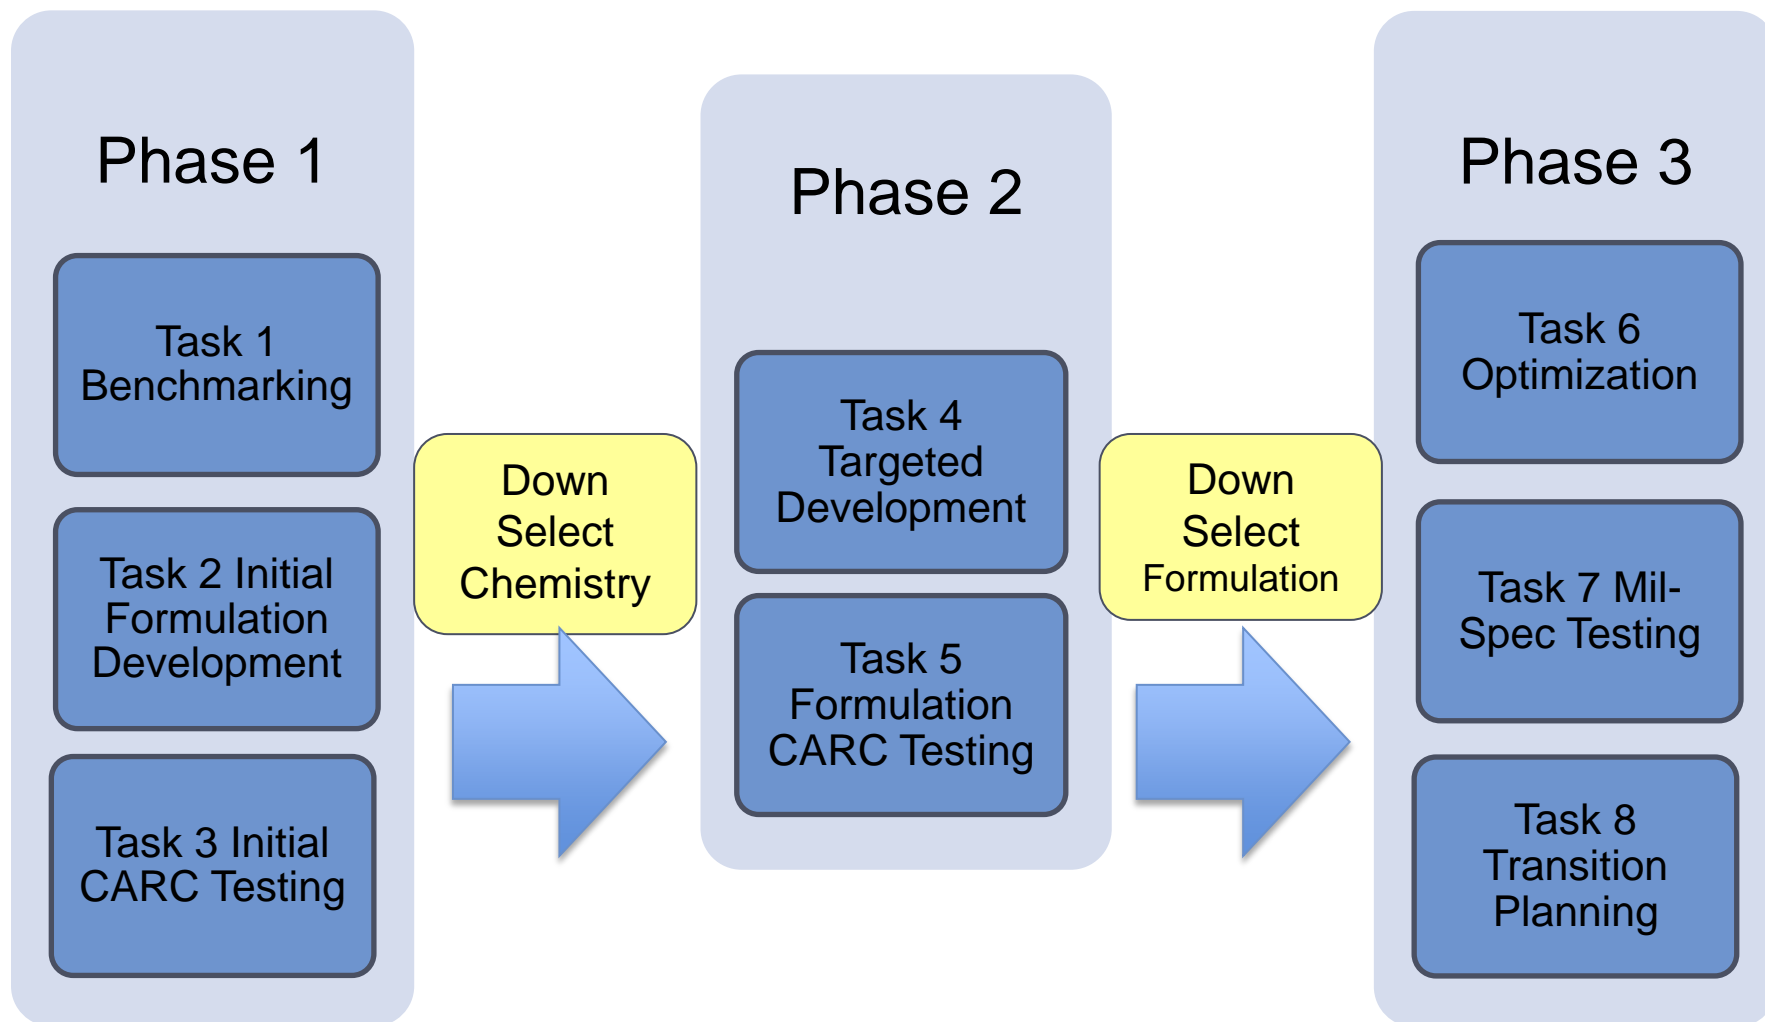 Phase 1
Task 1
Benchmarking
Task 2 Initial
Formulation
Development
Task 3 Initial
CARC Testing
Down
Select
Chemistry
Phase 2
Task 4
Targeted
Development
Task 5
Formulation
CARC Testing
Down
Select
Formulation
Phase 3
Task 6
Optimization
Task 7 Mil-
Spec Testing
Task 8
Transition
Planning